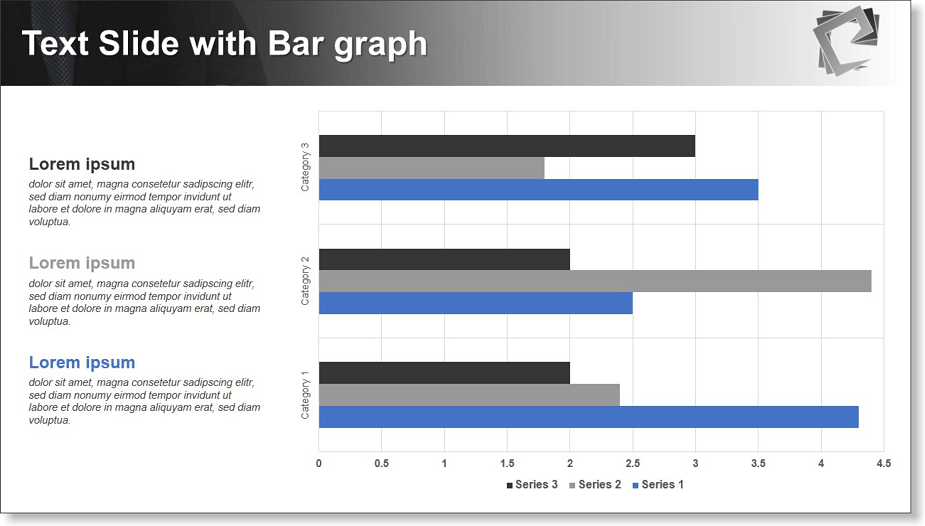 Text Slide with Bar graph
Lorem ipsum
dolor sit amet, magna consetetur sadipscing elitr,
sed diam nonumy eirmod tempor invidunt ut
labore et dolore in magna aliquyam erat, sed diam
voluptua.
Lorem ipsum
dolor sit amet, magna consetetur sadipscing elitr,
sed diam nonumy eirmod tempor invidunt ut
labore et dolore in magna aliquyam erat, sed diam
voluptua.
Lorem ipsum
dolor sit amet, magna consetetur sadipscing elitr,
sed diam nonumy eirmod tempor invidunt ut
labore et dolore in magna aliquyam erat, sed diam
voluptua.
Category 3
Category 2
Category 1
0 0.5 1 1.5 2 2.5 3 3.5 4 4.5
Series 3 Series 2 Series 1